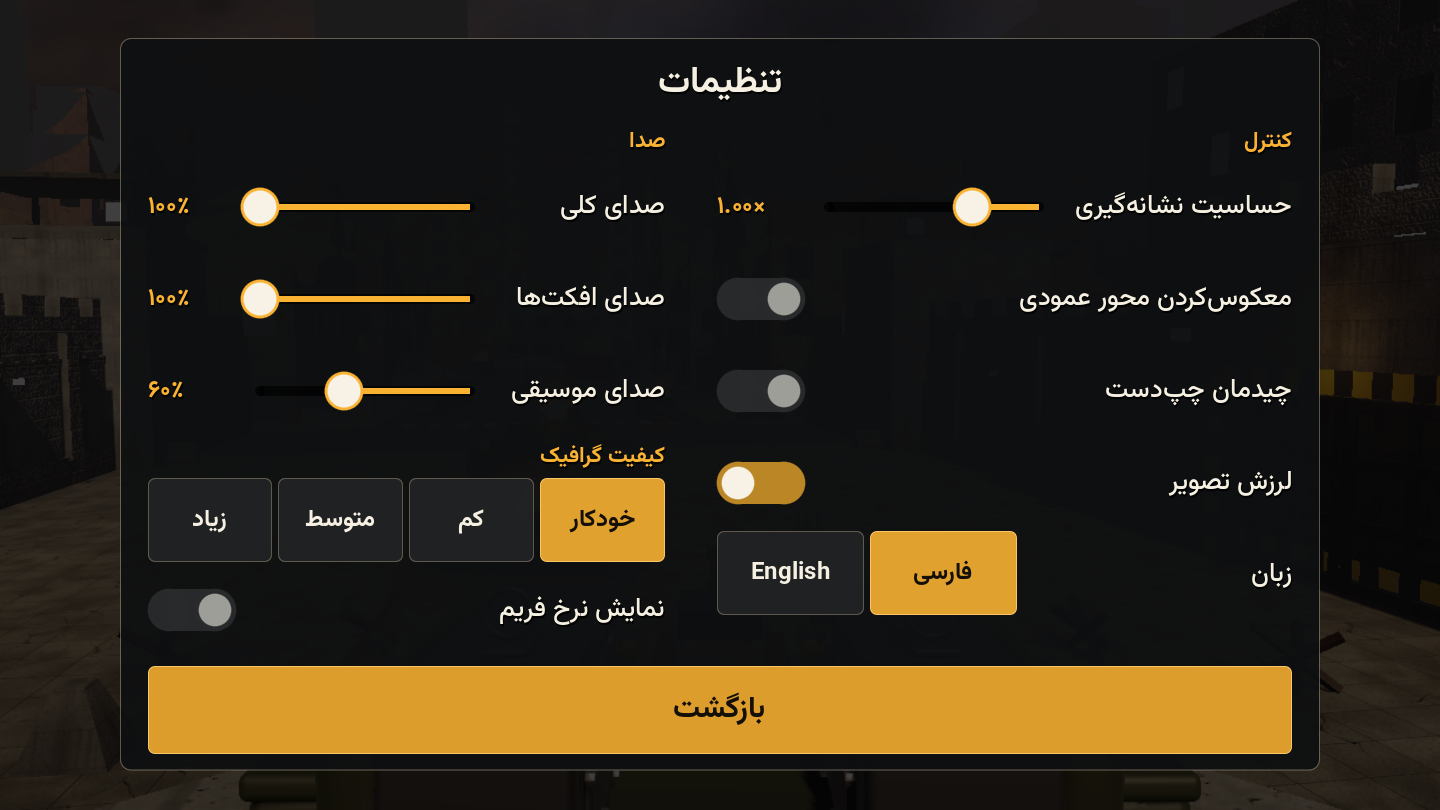 تنظیمات
کنترل
حساسیت نشانه‌گیری ۱.۰۰×
معکوس‌کردن محور عمودی
چیدمان چپ‌دست
لرزش تصویر
زبان فارسی English
صدا
صدای کلی ۱۰۰٪
صدای افکت‌ها ۱۰۰٪
صدای موسیقی ۶۰٪
کیفیت گرافیک
خودکار کم متوسط زیاد
نمایش نرخ فریم
بازگشت